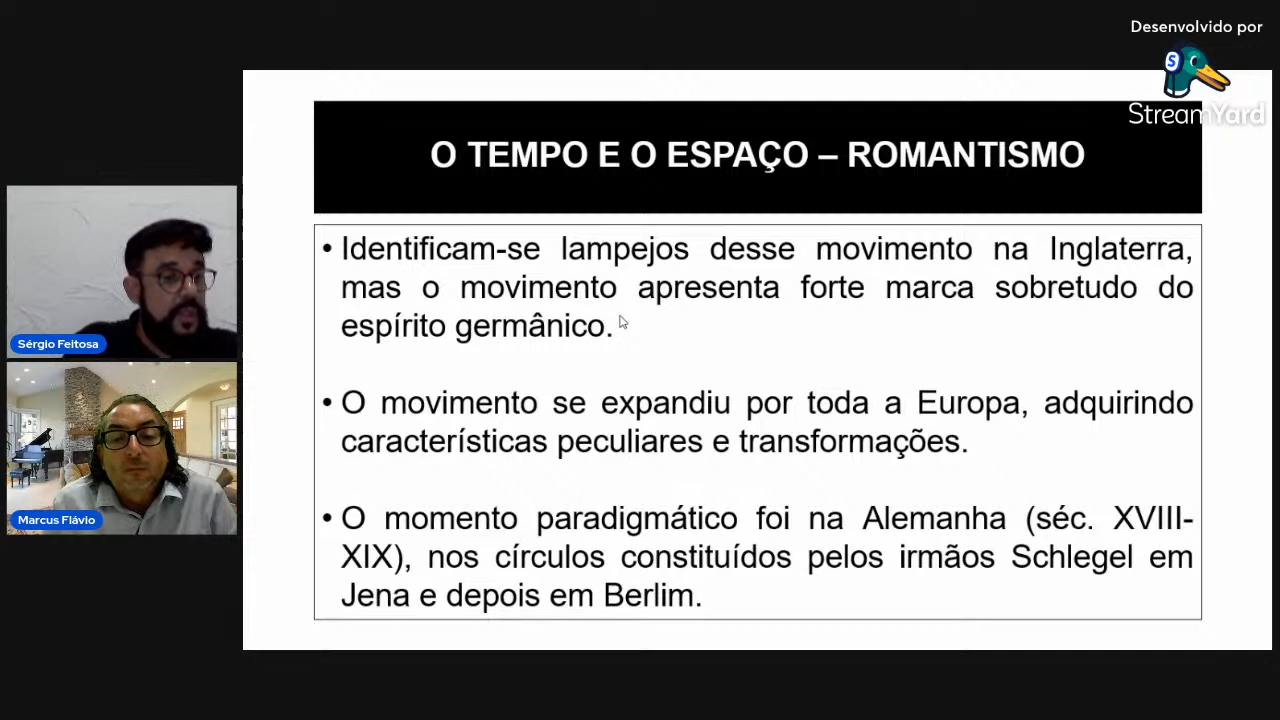 Desenvolvido por
StreamYard
O TEMPO E O ESPAÇO – ROMANTISMO
• Identificam-se lampejos desse movimento na Inglaterra,
mas o movimento apresenta forte marca sobretudo do
espírito germânico.
• O movimento se expandiu por toda a Europa, adquirindo
características peculiares e transformações.
• O momento paradigmático foi na Alemanha (séc. XVIII-
XIX), nos círculos constituídos pelos irmãos Schlegel em
Jena e depois em Berlim.
Sérgio Feitosa
Marcus Flávio